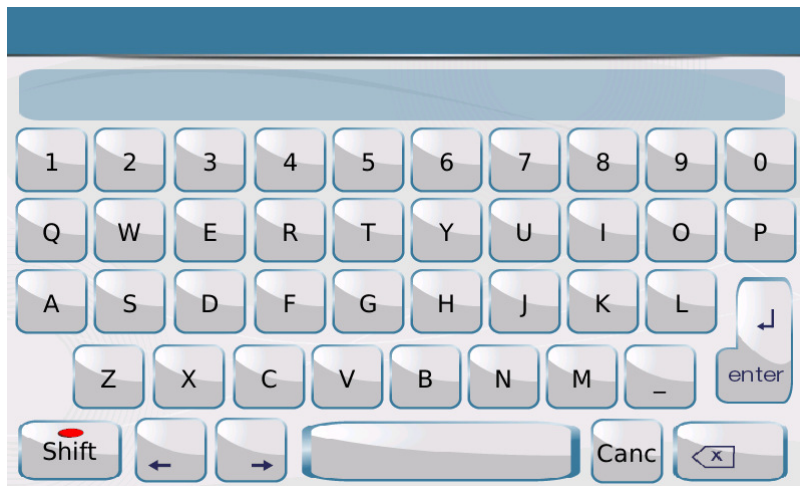 1 2 3 4 5 6 7 8 9 0
Q W E R T Y U I O P
A S D F G H J K L
enter
Z X C V B N M _
Shift ← → Canc x